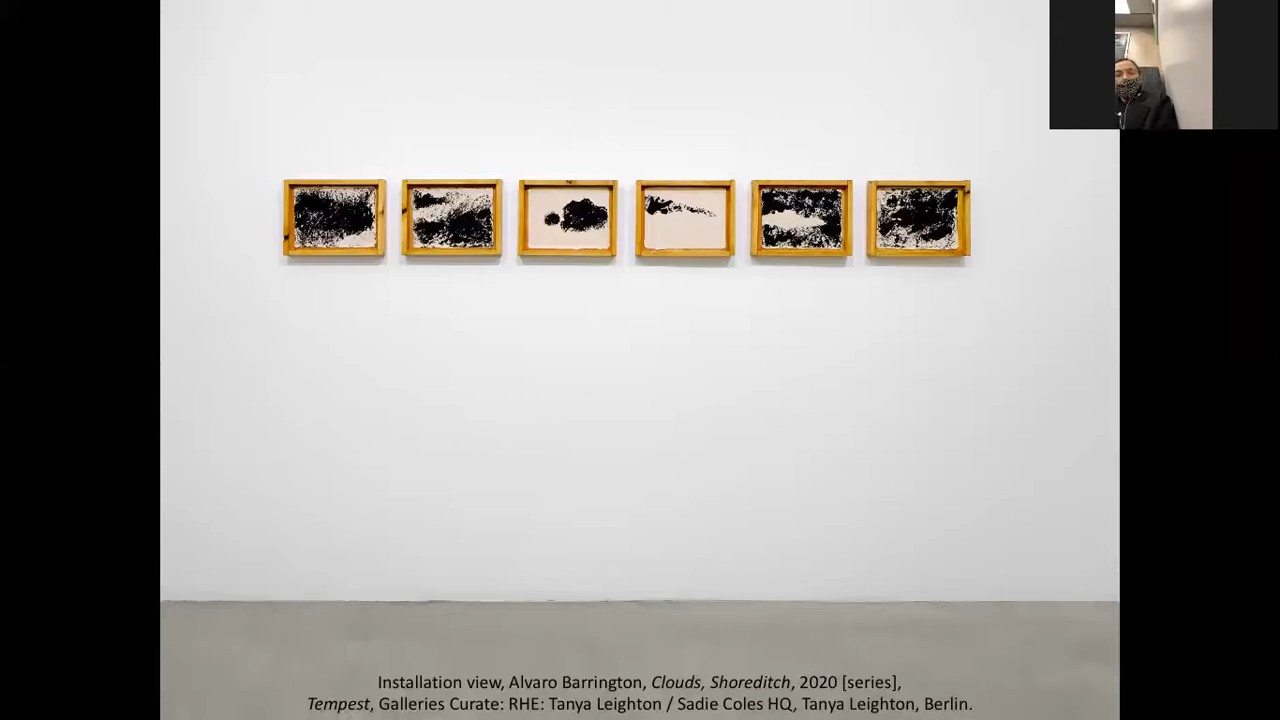 Installation view, Alvaro Barrington, Clouds, Shoreditch, 2020 [series],
Tempest, Galleries Curate: RHE: Tanya Leighton / Sadie Coles HQ, Tanya Leighton, Berlin.